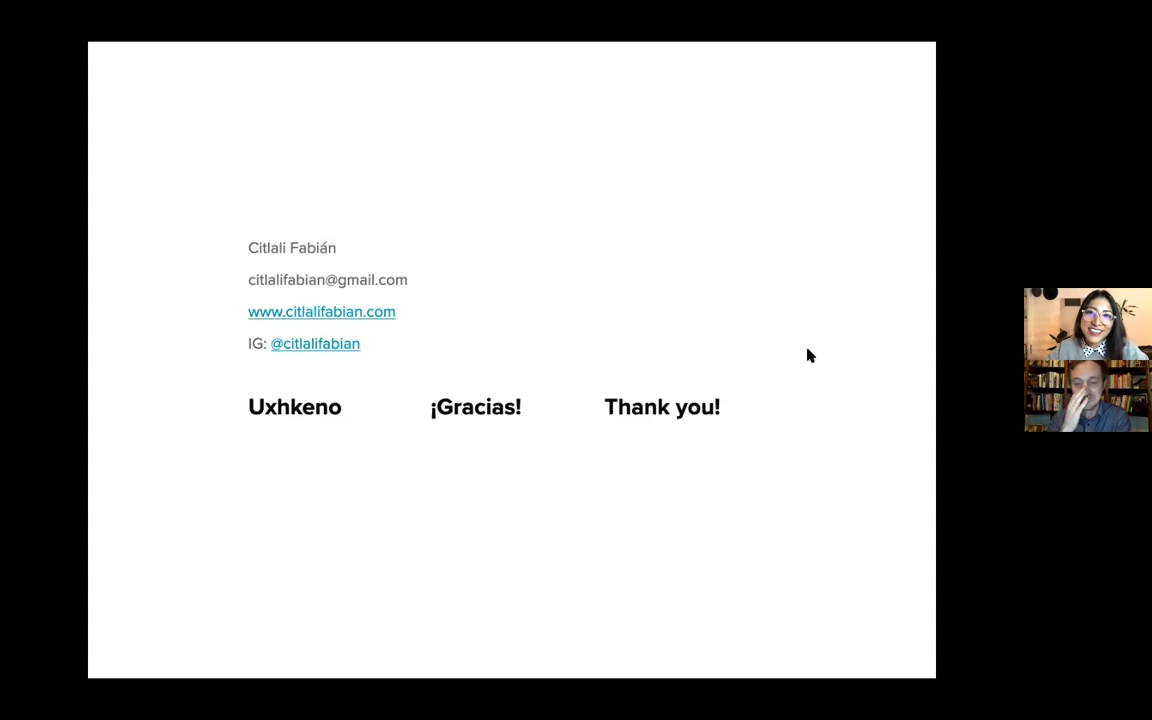 Citlali Fabián
citlalifabian@gmail.com
www.citlalifabian.com
IG: @citlalifabian
Uxhkeno ¡Gracias! Thank you!